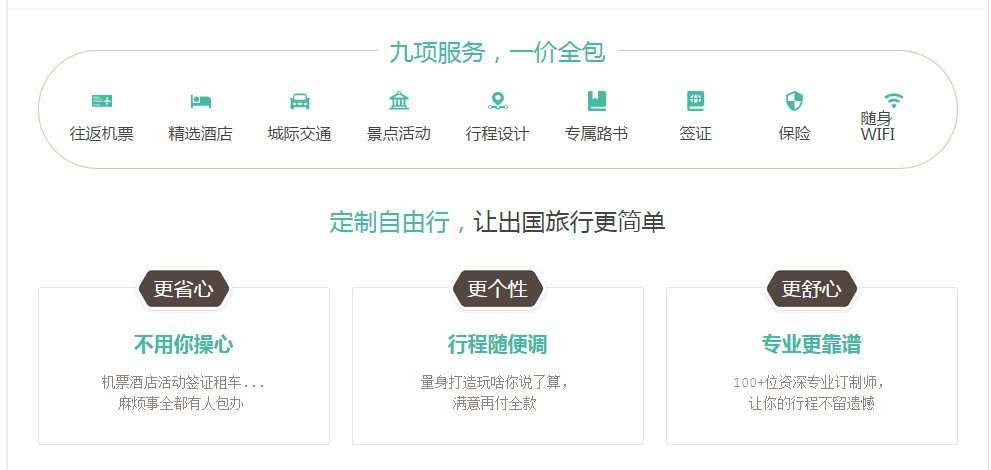 九项服务，一价全包
往返机票 精选酒店 城际交通 景点活动 行程设计 专属路书 签证 保险 随身
WIFI
定制自由行，让出国旅行更简单
更省心 更个性 更舒心
不用你操心 行程随便调 专业更靠谱
机票酒店活动签证租车... 量身打造玩啥你说了算， 100+位资深专业订制师，
麻烦事全都有人包办 满意再付全款 让你的行程不留遗憾